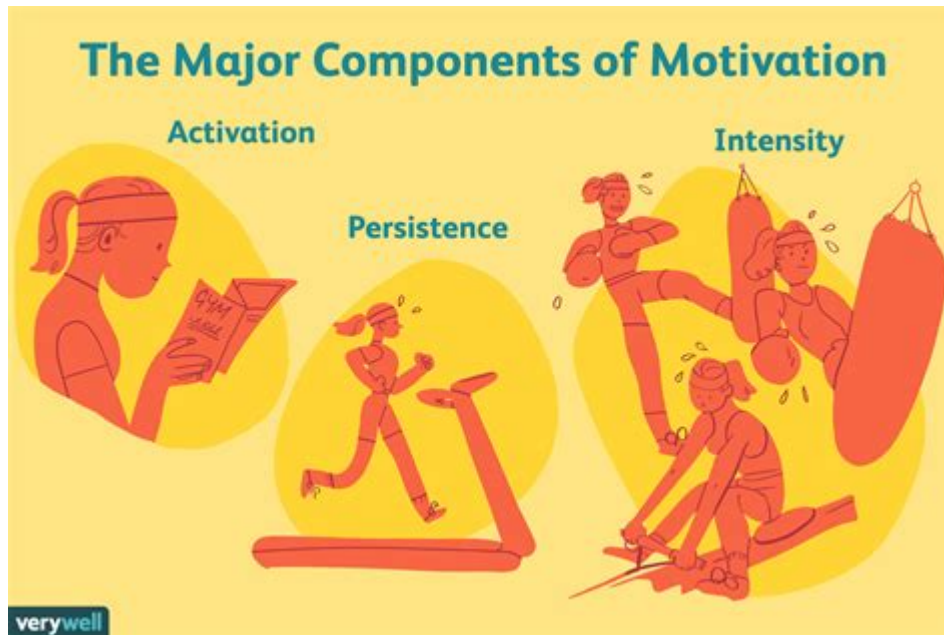 The Major Components of Motivation
Activation
Intensity
Persistence
GYM
verywell